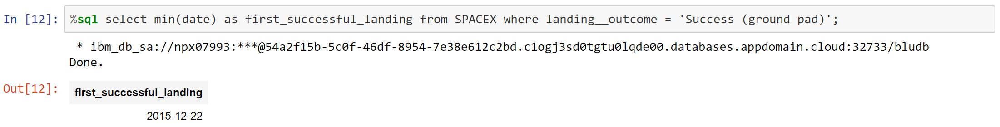 In [12]: %sql select min(date) as first_successful_landing from SPACEX where landing__outcome = 'Success (ground pad)';
* ibm_db_sa://npx07993:***@54a2f15b-5c0f-46df-8954-7e38e612c2bd.c1ogj3sd0tgtu0lqde00.databases.appdomain.cloud:32733/bludb
Done.
Out[12]: first_successful_landing
2015-12-22